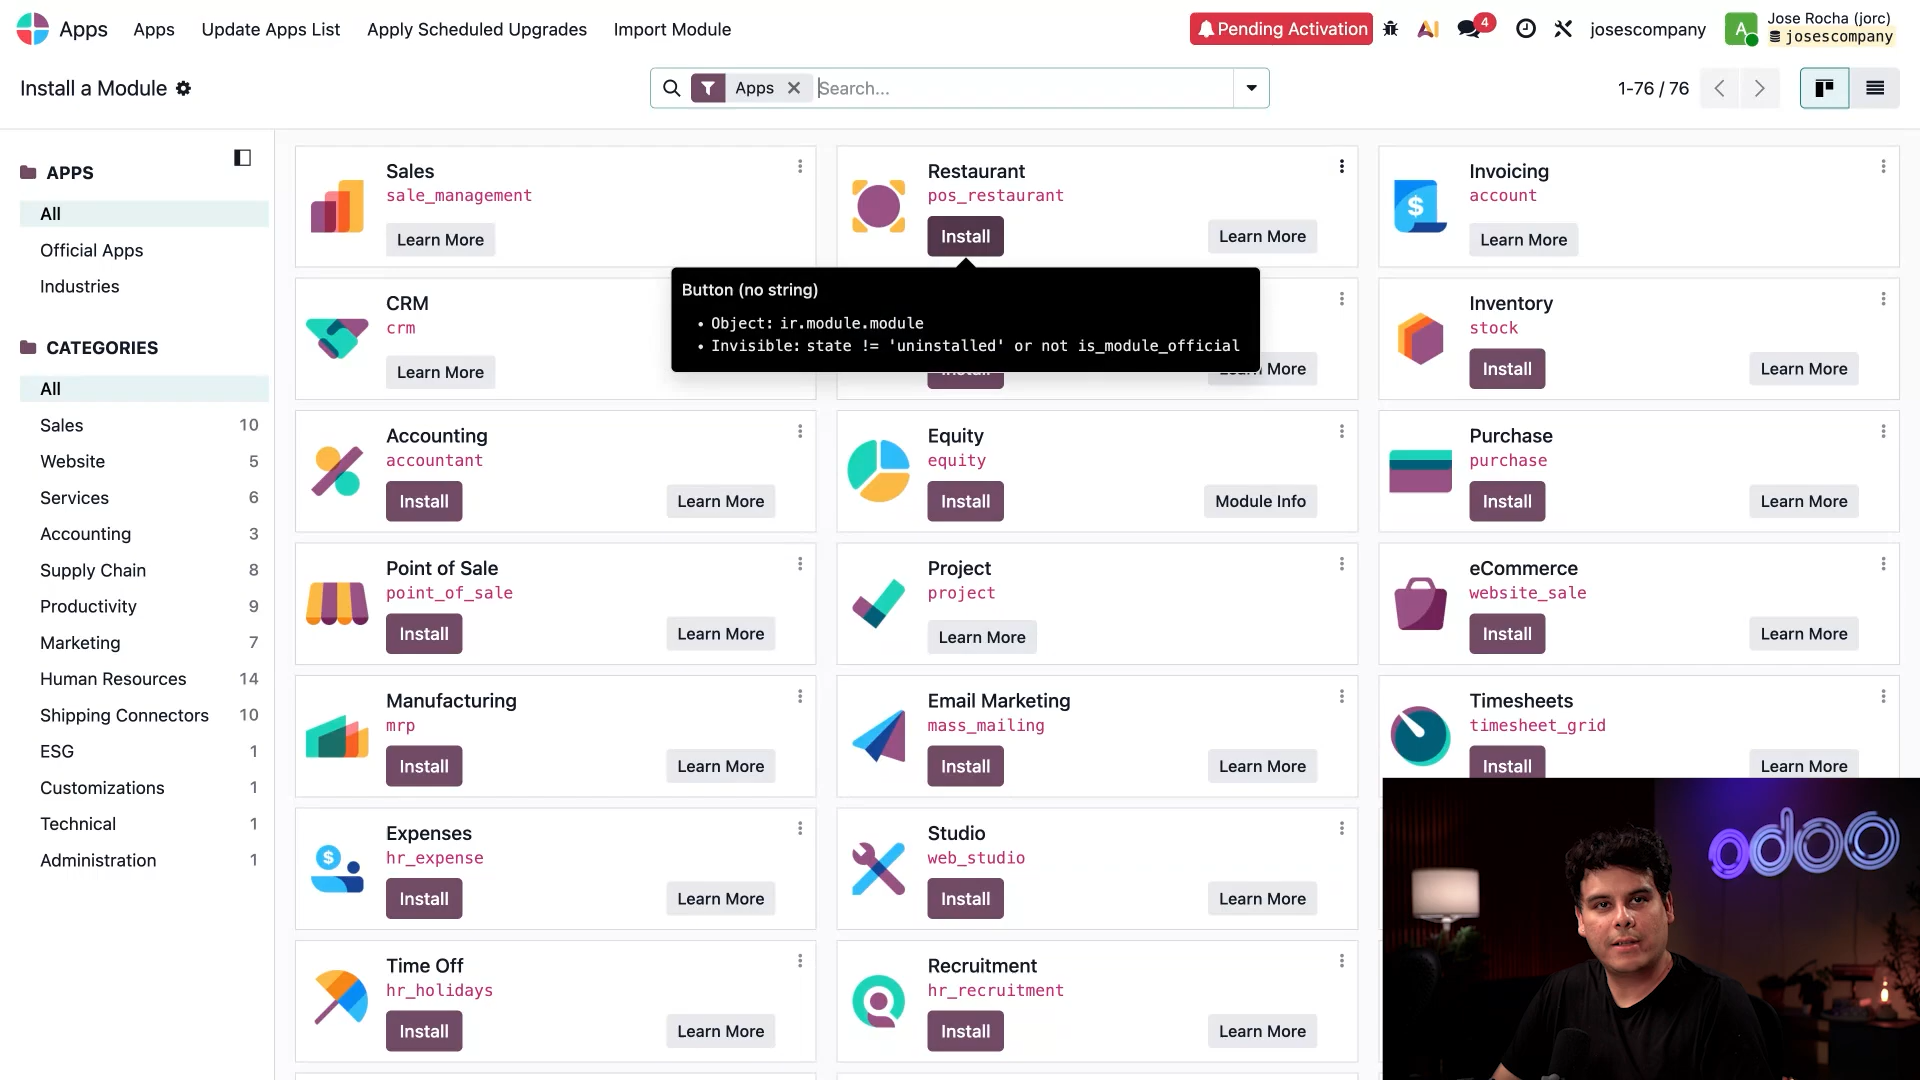 Apps
Apps
Update Apps List
Apply Scheduled Upgrades
Import Module
Pending Activation
AI
4
josescompany
A
Jose Rocha (jorc)
josescompany
Install a Module
Apps
Search...
1-76 / 76
APPS
All
Official Apps
Industries
CATEGORIES
All
Sales 10
Website 5
Services 6
Accounting 3
Supply Chain 8
Productivity 9
Marketing 7
Human Resources 14
Shipping Connectors 10
ESG 1
Customizations 1
Technical 1
Administration 1
Sales
sale_management
Learn More
Restaurant
pos_restaurant
Install
Learn More
Invoicing
account
Learn More
Button (no string)
• Object: ir.module.module
• Invisible: state != 'uninstalled' or not is_module_official
CRM
crm
Learn More
More
Inventory
stock
Install
Learn More
Accounting
accountant
Install
Learn More
Equity
equity
Install
Module Info
Purchase
purchase
Install
Learn More
Point of Sale
point_of_sale
Install
Learn More
Project
project
Learn More
eCommerce
website_sale
Install
Learn More
Manufacturing
mrp
Install
Learn More
Email Marketing
mass_mailing
Install
Learn More
Timesheets
timesheet_grid
Install
Learn More
Expenses
hr_expense
Install
Learn More
Studio
web_studio
Install
Learn More
Time Off
hr_holidays
Install
Learn More
Recruitment
hr_recruitment
Install
Learn More
odoo